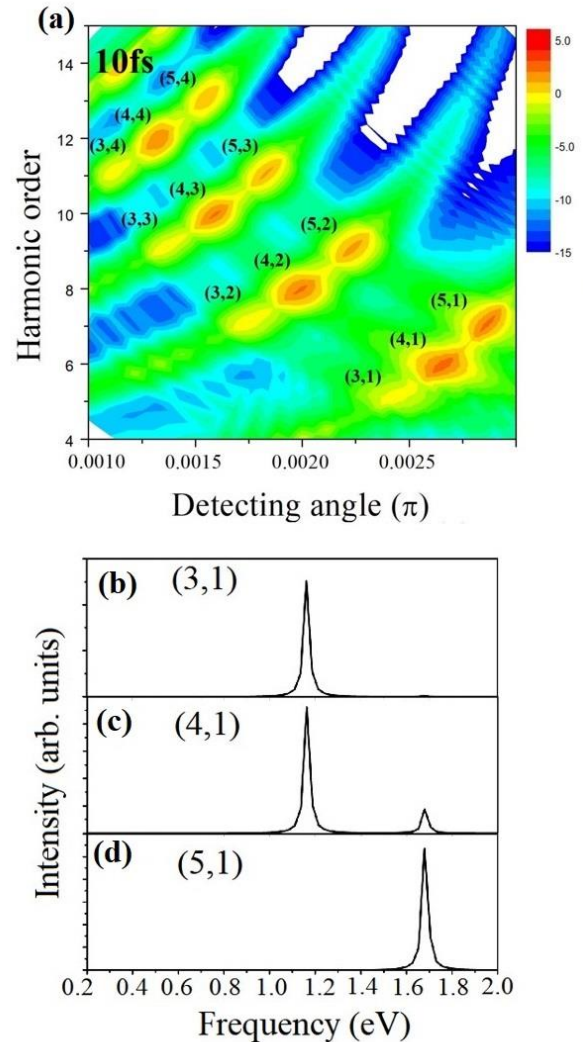 (a)
10fs
(5,4)
(4,4)
(3,4)
(5,3)
(4,3)
(3,3)
(5,2)
(4,2)
(3,2)
(5,1)
(4,1)
(3,1)
14
12
10
8
6
4
Harmonic order
0.0010 0.0015 0.0020 0.0025
Detecting angle (π)
5.0
0
-5
-10
-15
(b) (3,1)
(c) (4,1)
(d) (5,1)
Intensity (arb. units)
0.2 0.4 0.6 0.8 1.0 1.2 1.4 1.6 1.8 2.0
Frequency (eV)